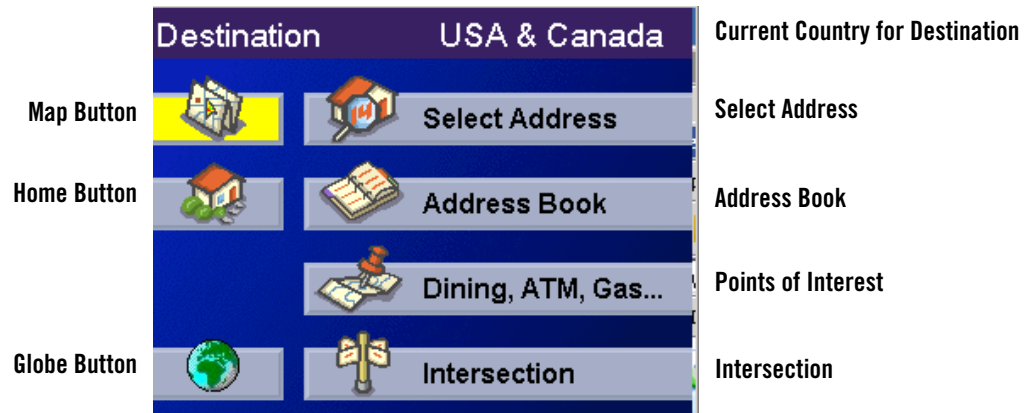 Destination USA & Canada Current Country for Destination
Map Button Select Address Select Address
Home Button Address Book Address Book
Dining, ATM, Gas... Points of Interest
Globe Button Intersection Intersection